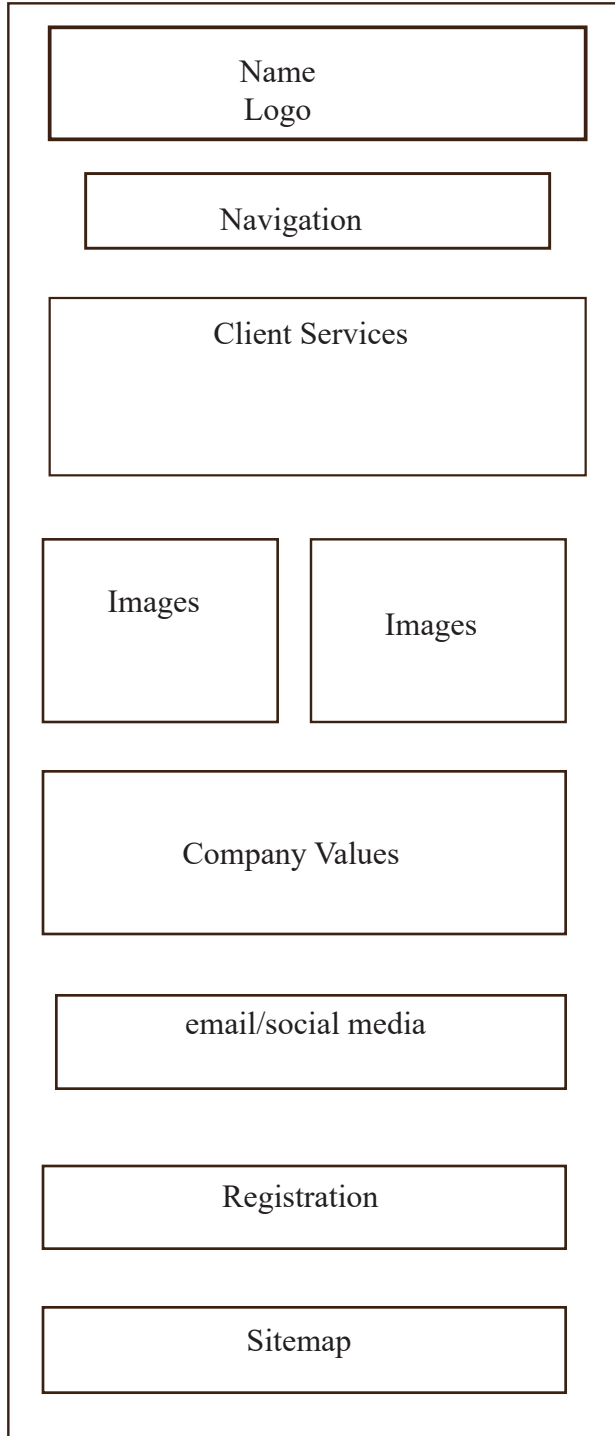 Name
Logo
Navigation
Client Services
Images
Images
Company Values
email/social media
Registration
Sitemap